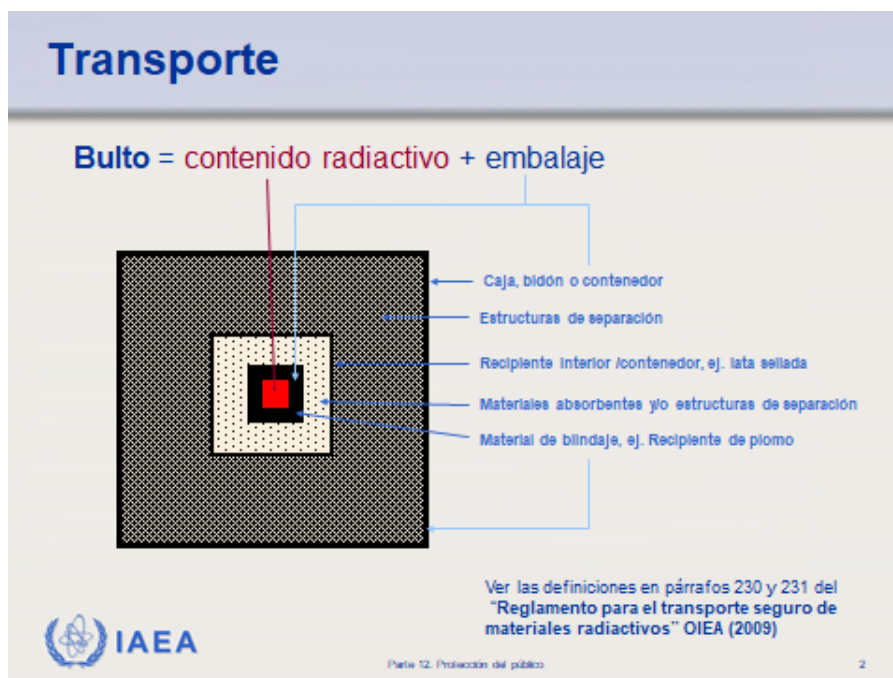 Transporte
Bulto = contenido radiactivo + embalaje
Caja, bidón o contenedor
Estructuras de separación
Recipiente interior /contenedor, ej. lata sellada
Materiales absorbentes y/o estructuras de separación
Material de blindaje, ej. Recipiente de plomo
Ver las definiciones en párrafos 230 y 231 del
"Reglamento para el transporte seguro de
materiales radiactivos" OIEA (2009)
IAEA
Parte 12. Protección del público
2